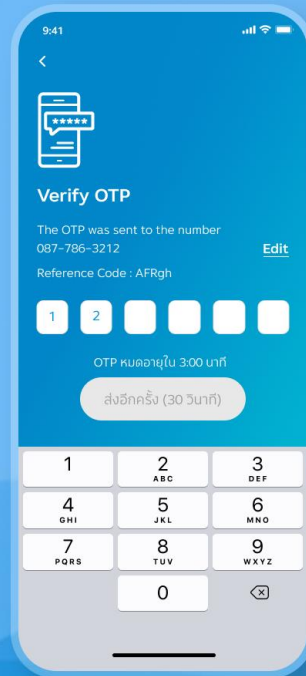 9:41
*****
Verify OTP
The OTP was sent to the number
087-786-3212 Edit
Reference Code : AFRgh
1 2
OTP หมดอายุใน 3:00 นาที
ส่งอีกครั้ง (30 วินาที)
1 2 3
ABC DEF
4 5 6
GHI JKL MNO
7 8 9
PQRS TUV WXYZ
0